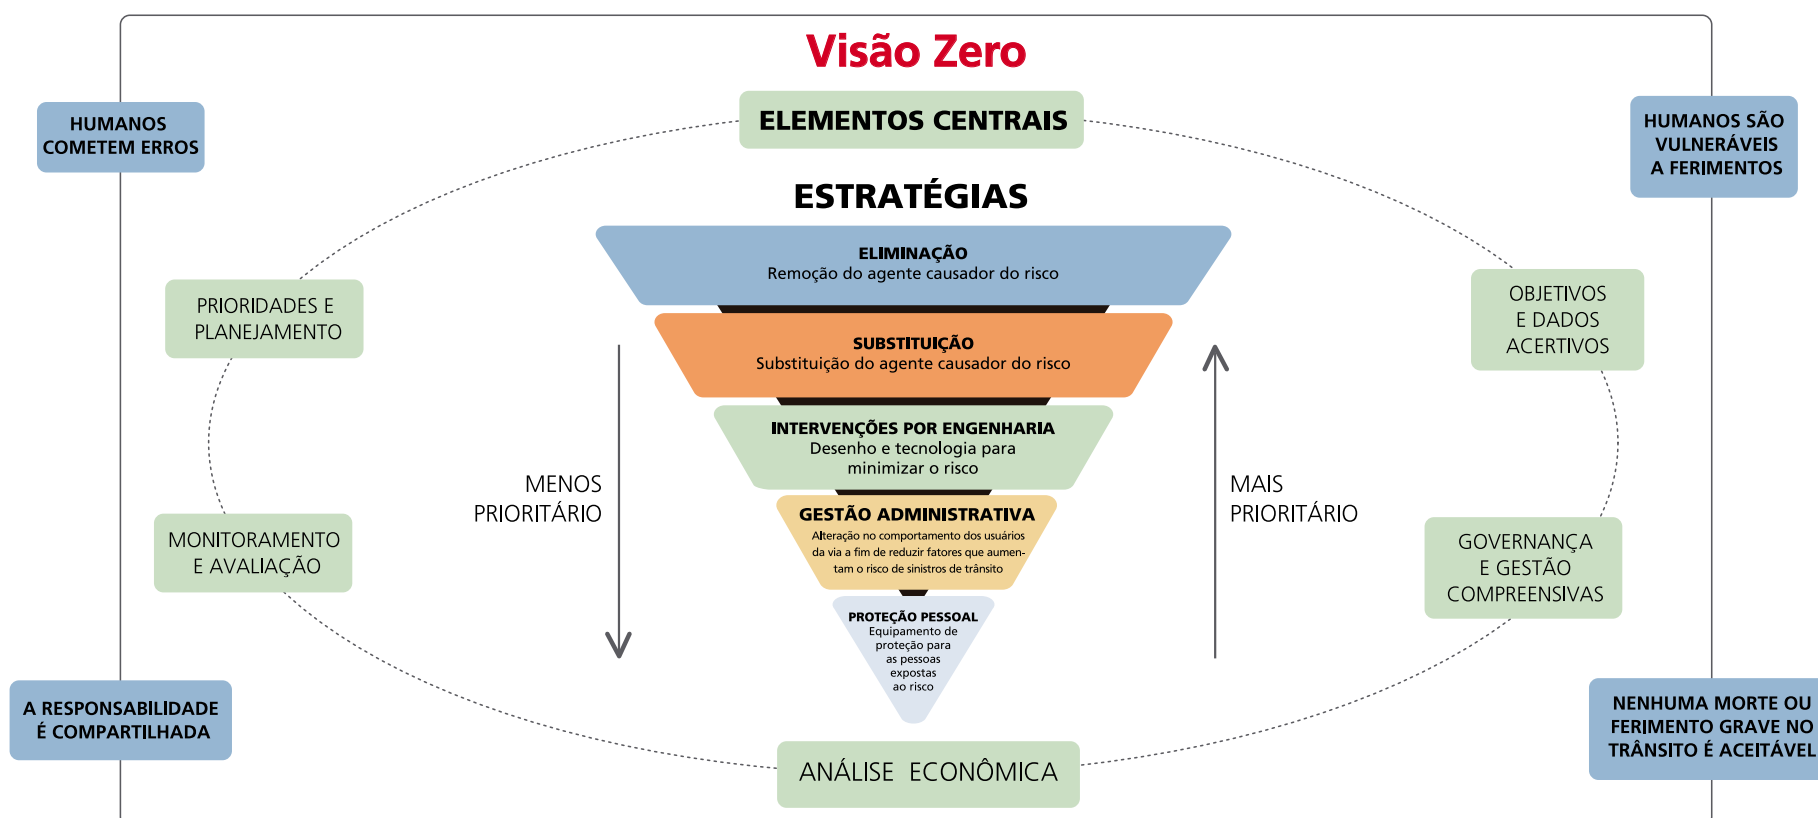 Visão Zero
ELEMENTOS CENTRAIS
HUMANOS
COMETEM ERROS
HUMANOS SÃO
VULNERÁVEIS
A FERIMENTOS
ESTRATÉGIAS
ELIMINAÇÃO
Remoção do agente causador do risco
PRIORIDADES E
PLANEJAMENTO
OBJETIVOS
E DADOS
ACERTIVOS
SUBSTITUIÇÃO
Substituição do agente causador do risco
INTERVENÇÕES POR ENGENHARIA
Desenho e tecnologia para
minimizar o risco
MENOS
PRIORITÁRIO
MAIS
PRIORITÁRIO
GESTÃO ADMINISTRATIVA
Alteração no comportamento dos usuários
da via a fim de reduzir fatores que aumen-
tam o risco de sinistros de trânsito
MONITORAMENTO
E AVALIAÇÃO
GOVERNANÇA
E GESTÃO
COMPREENSIVAS
PROTEÇÃO PESSOAL
Equipamento de
proteção para
as pessoas
expostas
ao risco
A RESPONSABILIDADE
É COMPARTILHADA
NENHUMA MORTE OU
FERIMENTO GRAVE NO
TRÂNSITO É ACEITÁVEL
ANÁLISE ECONÔMICA